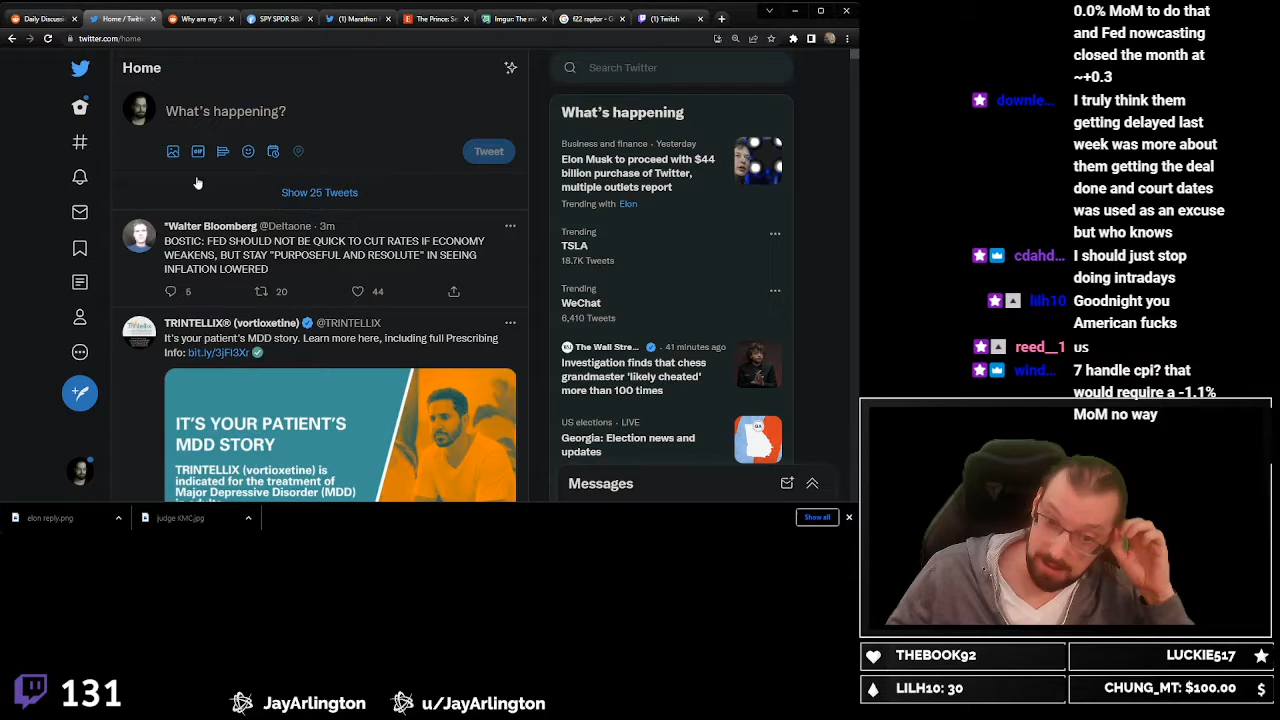 Daily Discussi
Home / Twitte
Why are my $
SPY SPDR S&
(1) Marathon
The Prince: Se
Imgur: The m
f22 raptor - G
(1) Twitch
twitter.com/home
Home
What's happening?
GIF
Tweet
Show 25 Tweets
*Walter Bloomberg @DeItaone · 3m
BOSTIC: FED SHOULD NOT BE QUICK TO CUT RATES IF ECONOMY
WEAKENS, BUT STAY "PURPOSEFUL AND RESOLUTE" IN SEEING
INFLATION LOWERED
5 20 44
TRINTELLIX® (vortioxetine) @TRINTELLIX
It's your patient's MDD story. Learn more here, including full Prescribing
Info: bit.ly/3jFl3Xr
IT'S YOUR PATIENT'S
MDD STORY
TRINTELLIX (vortioxetine) is
indicated for the treatment of
Major Depressive Disorder (MDD)
Search Twitter
What's happening
Business and finance · Yesterday
Elon Musk to proceed with $44
billion purchase of Twitter,
multiple outlets report
Trending with Elon
Trending
TSLA
18.7K Tweets
Trending
WeChat
6,410 Tweets
The Wall Stre... · 41 minutes ago
Investigation finds that chess
grandmaster 'likely cheated'
more than 100 times
US elections · LIVE
Georgia: Election news and
updates
Messages
elon reply.png
judge KMC.jpg
Show all
0.0% MoM to do that
and Fed nowcasting
closed the month at
~+0.3
downle... I truly think them
getting delayed last
week was more about
them getting the deal
done and court dates
was used as an excuse
but who knows
cdahd... I should just stop
doing intradays
lilh10 Goodnight you
American fucks
reed__1 us
wind... 7 handle cpi? that
would require a -1.1%
MoM no way
THEBOOK92
LUCKIE517
LILH10: 30
CHUNG_MT: $100.00
131
JayArlington
u/JayArlington